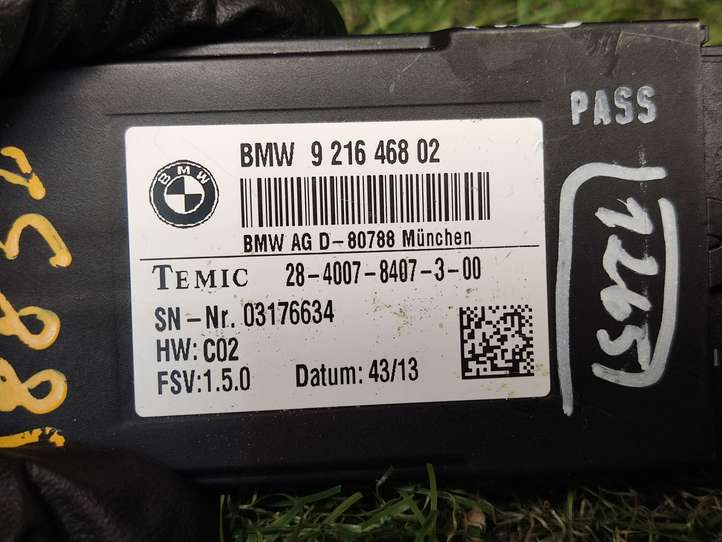 BMW 9 216 468 02
BMW
BMW AG D-80788 München
TEMIC 28-4007-8407-3-00
SN-Nr. 03176634
HW: C02
FSV:1.5.0 Datum: 43/13
PASS